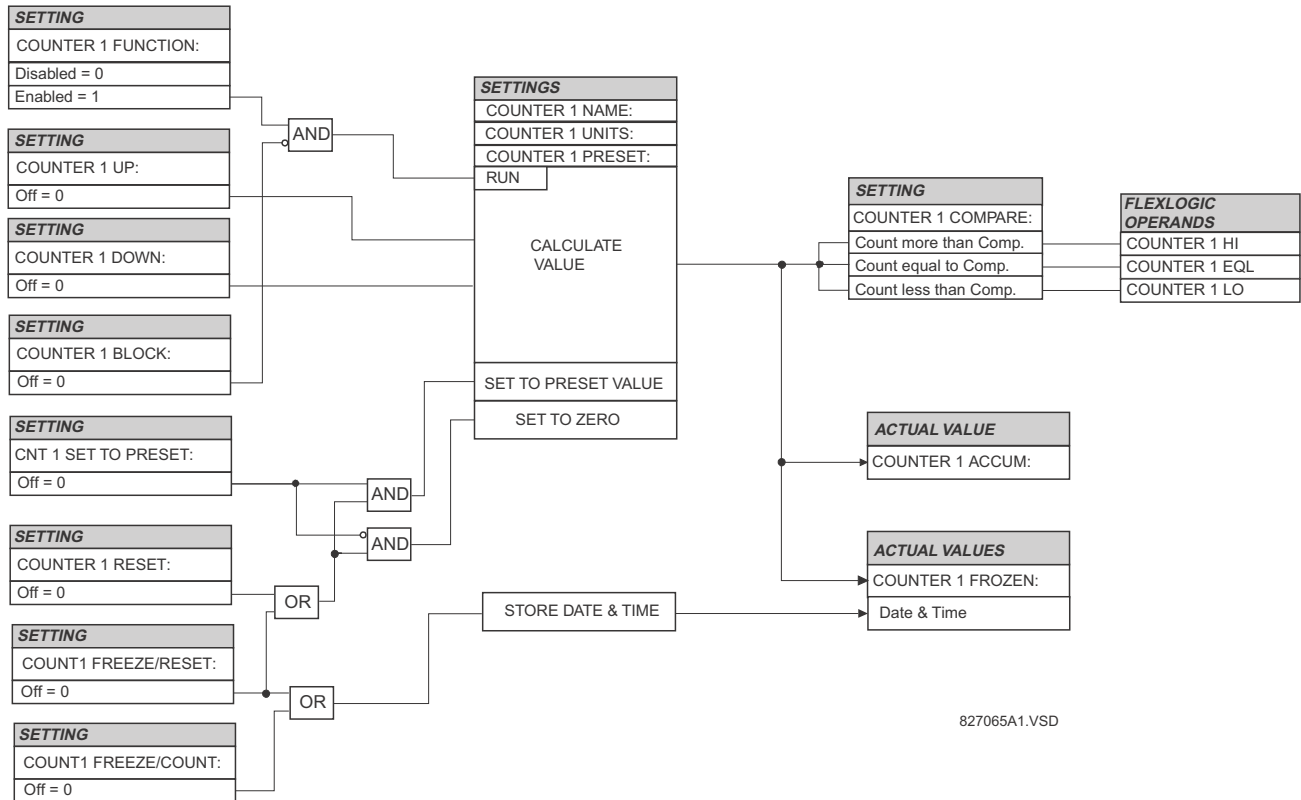 SETTING
COUNTER 1 FUNCTION:
Disabled = 0
Enabled = 1
SETTING
COUNTER 1 UP:
Off = 0
SETTING
COUNTER 1 DOWN:
Off = 0
SETTING
COUNTER 1 BLOCK:
Off = 0
SETTING
CNT 1 SET TO PRESET:
Off = 0
SETTING
COUNTER 1 RESET:
Off = 0
SETTING
COUNT1 FREEZE/RESET:
Off = 0
SETTING
COUNT1 FREEZE/COUNT:
Off = 0
AND
AND
AND
OR
OR
SETTINGS
COUNTER 1 NAME:
COUNTER 1 UNITS:
COUNTER 1 PRESET:
RUN
CALCULATE
VALUE
SET TO PRESET VALUE
SET TO ZERO
STORE DATE & TIME
SETTING
COUNTER 1 COMPARE:
Count more than Comp.
Count equal to Comp.
Count less than Comp.
FLEXLOGIC
OPERANDS
COUNTER 1 HI
COUNTER 1 EQL
COUNTER 1 LO
ACTUAL VALUE
COUNTER 1 ACCUM:
ACTUAL VALUES
COUNTER 1 FROZEN:
Date & Time
827065A1.VSD